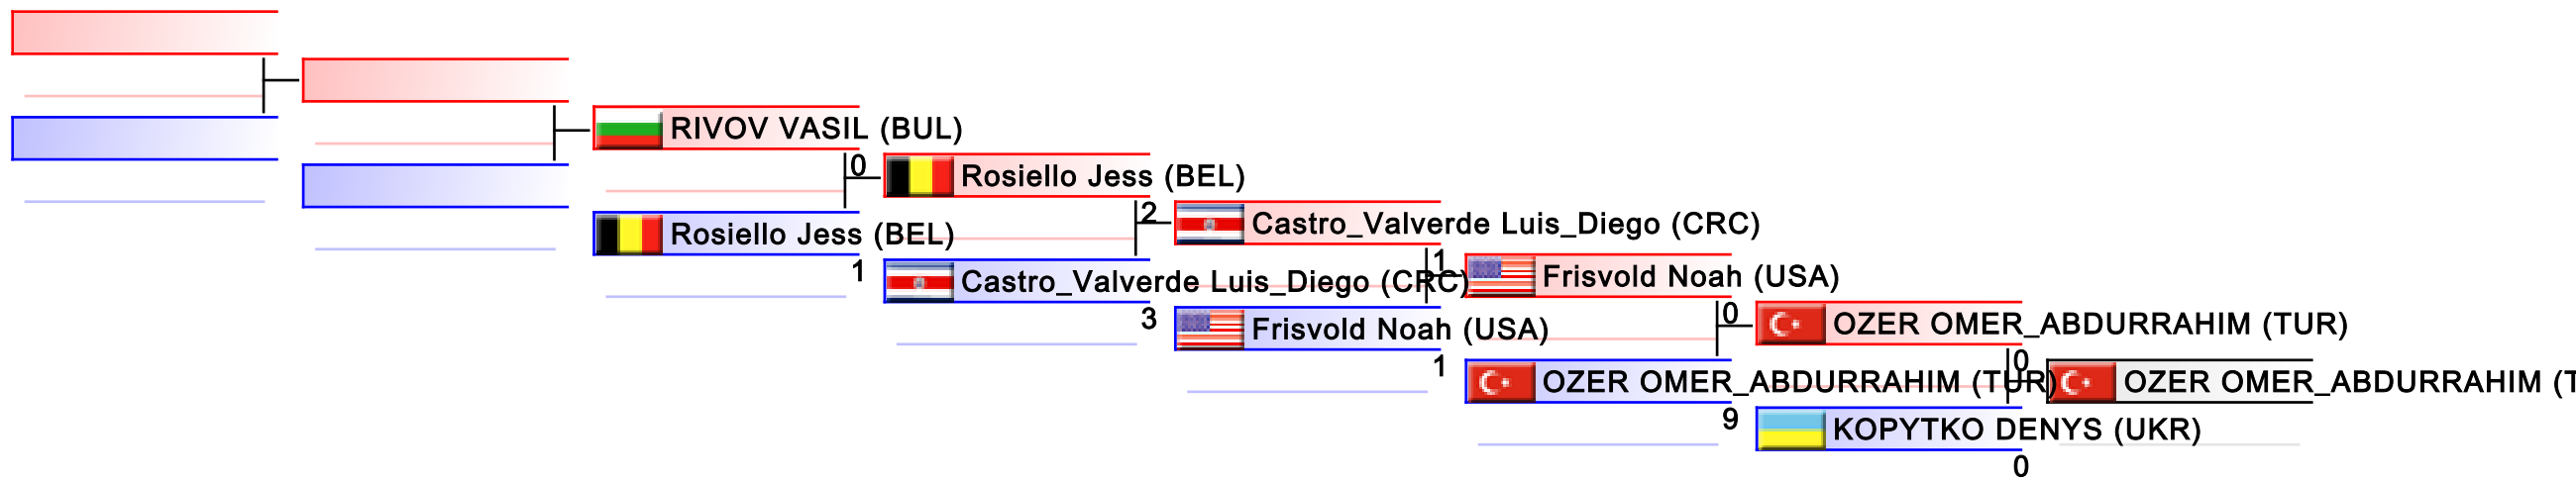 RIVOV VASIL (BUL)
0
Rosiello Jess (BEL)
1
Rosiello Jess (BEL)
2
Castro_Valverde Luis_Diego (CRC)
3
Castro_Valverde Luis_Diego (CRC)
1
Frisvold Noah (USA)
1
Frisvold Noah (USA)
0
OZER OMER_ABDURRAHIM (TUR)
9
OZER OMER_ABDURRAHIM (TUR)
0
KOPYTKO DENYS (UKR)
0
OZER OMER_ABDURRAHIM (T